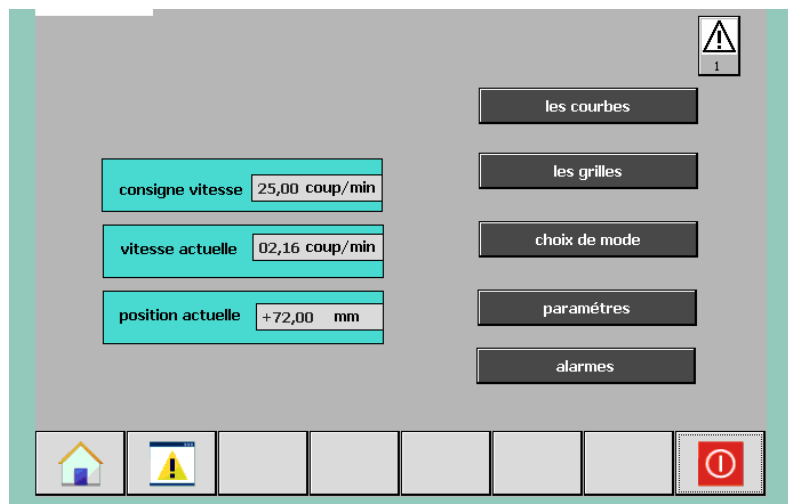 1
les courbes
les grilles
consigne vitesse 25,00 coup/min
choix de mode
vitesse actuelle 02,16 coup/min
paramétres
position actuelle +72,00 mm
alarmes